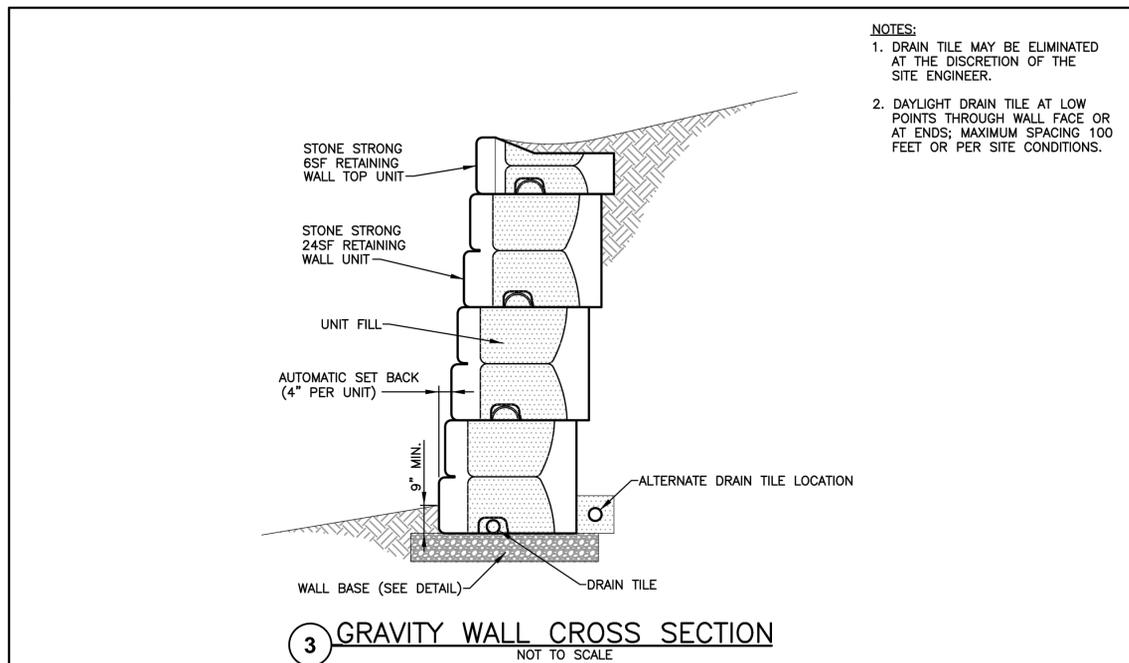 NOTES:
1. DRAIN TILE MAY BE ELIMINATED
AT THE DISCRETION OF THE
SITE ENGINEER.
2. DAYLIGHT DRAIN TILE AT LOW
POINTS THROUGH WALL FACE OR
AT ENDS; MAXIMUM SPACING 100
FEET OR PER SITE CONDITIONS.
STONE STRONG
6SF RETAINING
WALL TOP UNIT
STONE STRONG
24SF RETAINING
WALL UNIT
UNIT FILL
AUTOMATIC SET BACK
(4" PER UNIT)
9" MIN.
ALTERNATE DRAIN TILE LOCATION
WALL BASE (SEE DETAIL)
DRAIN TILE
3 GRAVITY WALL CROSS SECTION
NOT TO SCALE